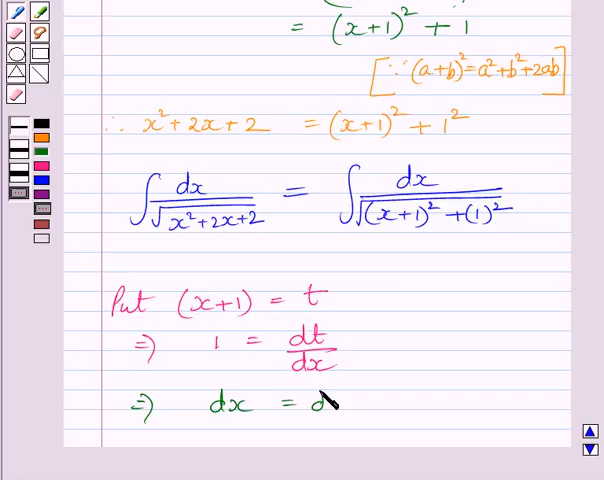 = (x+1)² + 1
[∵ (a+b)² = a² + b² + 2ab]
∴ x² + 2x + 2 = (x+1)² + 1²
∫ dx/√(x² + 2x + 2) = ∫ dx/√((x+1)² + (1)²)
Put (x+1) = t
⇒ 1 = dt/dx
⇒ dx = d